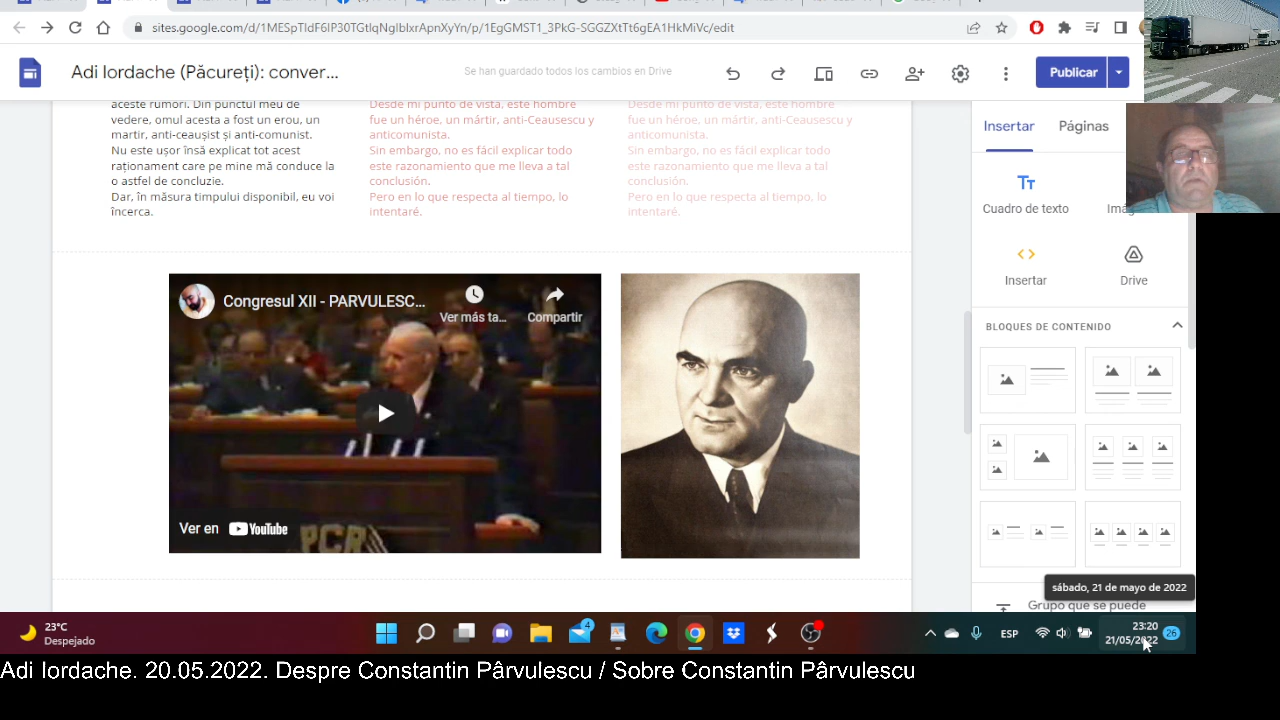 sites.google.com/d/1MESpTIdF6IP30TGtlqNgIbIxrApnXyYq/p/1EgGMST1_3PkG-SGGZXtTt6gEA1HkMiVc/edit
Adi Iordache (Păcureți): conver...
Se han guardado todos los cambios en Drive
Publicar
aceste rumori. Din punctul meu de
vedere, omul acesta a fost un erou, un
martir, anti-ceaușist și anti-comunist.
Nu este ușor însă explicat tot acest
raționament care pe mine mă conduce la
o astfel de concluzie.
Dar, în măsura timpului disponibil, eu voi
încerca.
Desde mi punto de vista, este hombre
fue un héroe, un mártir, anti-Ceausescu y
anticomunista.
Sin embargo, no es fácil explicar todo
este razonamiento que me lleva a tal
conclusión.
Pero en lo que respecta al tiempo, lo
intentaré.
Desde mi punto de vista, este hombre
fue un héroe, un mártir, anti-Ceausescu y
anticomunista.
Sin embargo, no es fácil explicar todo
este razonamiento que me lleva a tal
conclusión.
Pero en lo que respecta al tiempo, lo
intentaré.
Congresul XII - PARVULESC...
Ver más ta...
Compartir
PCR
Ver en YouTube
Insertar
Páginas
Cuadro de texto
Insertar
Drive
BLOQUES DE CONTENIDO
sábado, 21 de mayo de 2022
Grupo que se puede
23°C
Despejado
4
ESP
23:20
21/05/2022
26
Adi Iordache. 20.05.2022. Despre Constantin Pârvulescu / Sobre Constantin Pârvulescu